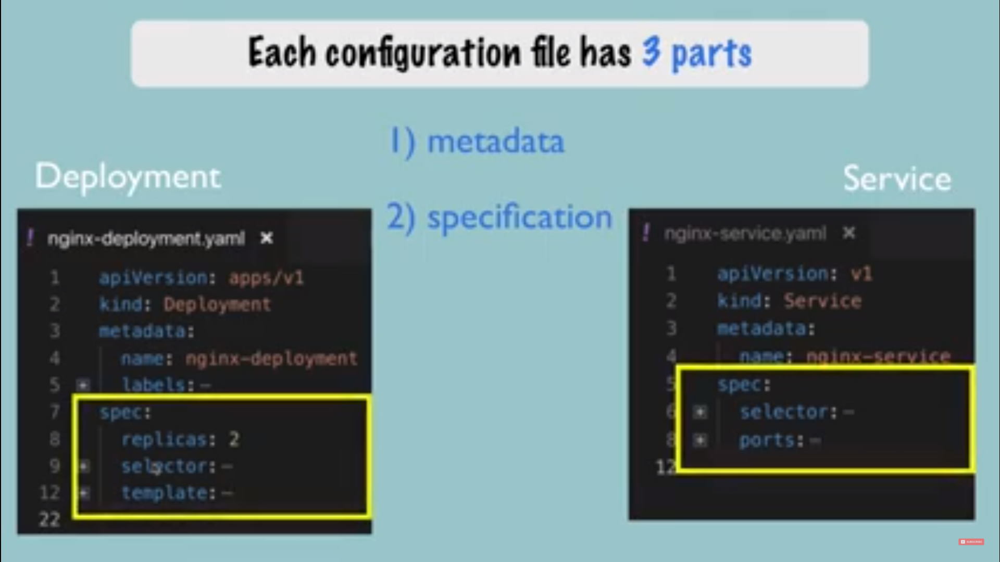 Each configuration file has 3 parts
1) metadata
2) specification
Deployment
! nginx-deployment.yaml ×
1 apiVersion: apps/v1
2 kind: Deployment
3 metadata:
4 name: nginx-deployment
5 labels:–
7 spec:
8 replicas: 2
9 selector:–
12 template:–
22
Service
! nginx-service.yaml ×
1 apiVersion: v1
2 kind: Service
3 metadata:
4 name: nginx-service
5 spec:
6 selector:–
8 ports:–
12
SUBSCRIBE